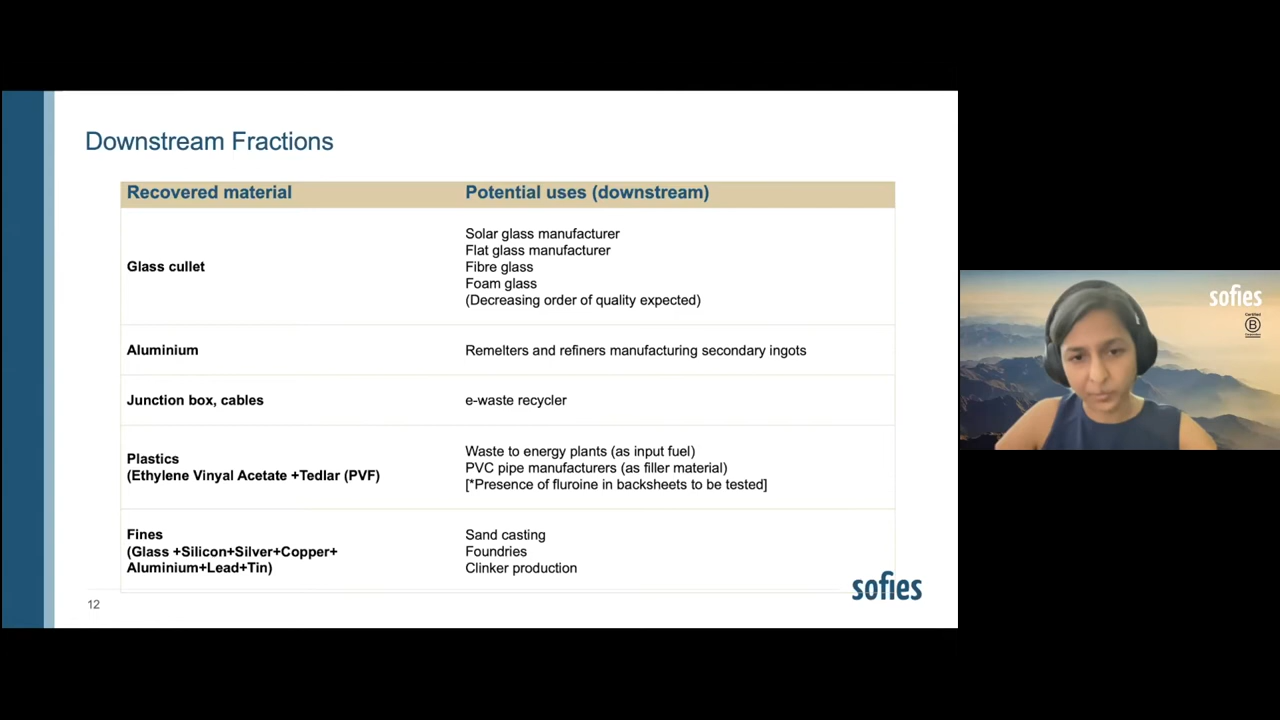 Downstream Fractions
Recovered material
Potential uses (downstream)
Glass cullet
Solar glass manufacturer
Flat glass manufacturer
Fibre glass
Foam glass
(Decreasing order of quality expected)
Aluminium
Remelters and refiners manufacturing secondary ingots
Junction box, cables
e-waste recycler
Plastics
(Ethylene Vinyal Acetate +Tedlar (PVF)
Waste to energy plants (as input fuel)
PVC pipe manufacturers (as filler material)
[*Presence of fluroine in backsheets to be tested]
Fines
(Glass +Silicon+Silver+Copper+
Aluminium+Lead+Tin)
Sand casting
Foundries
Clinker production
12
sofies
sofies
Certified
B